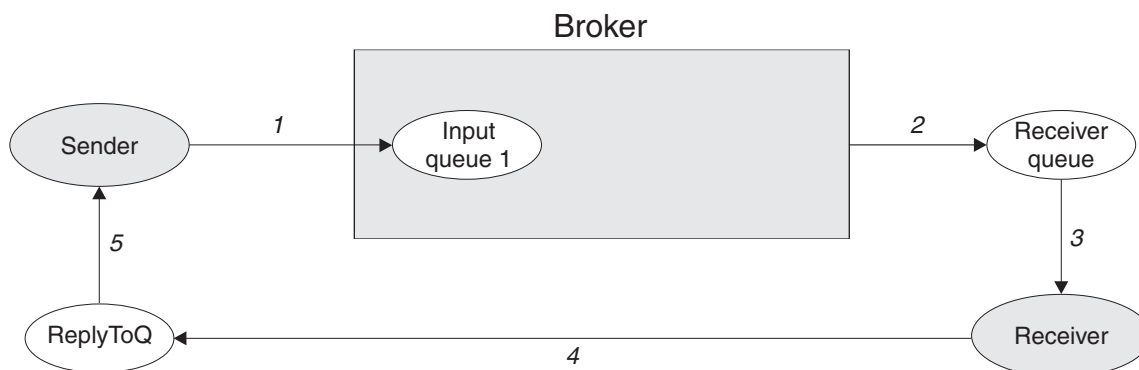 Broker
Sender
1
Input
queue 1
2
Receiver
queue
5
3
ReplyToQ
4
Receiver